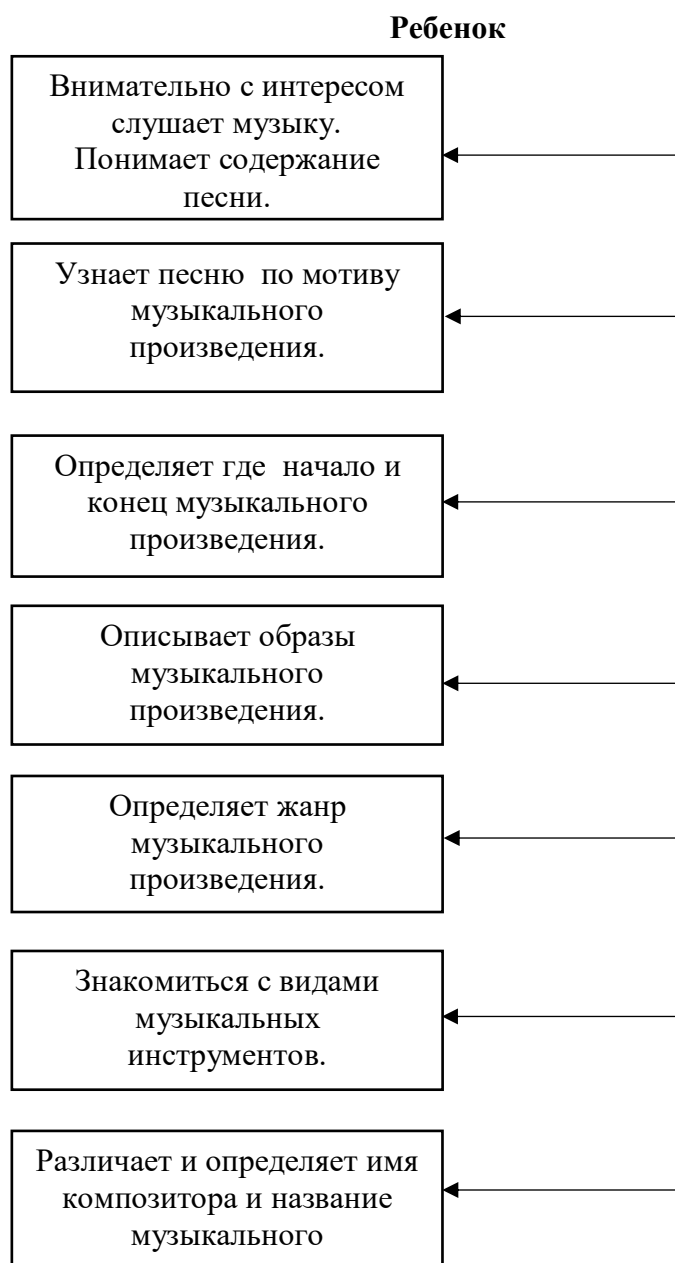 Ребенок
Внимательно с интересом
слушает музыку.
Понимает содержание
песни.
Узнает песню по мотиву
музыкального
произведения.
Определяет где начало и
конец музыкального
произведения.
Описывает образы
музыкального
произведения.
Определяет жанр
музыкального
произведения.
Знакомиться с видами
музыкальных
инструментов.
Различает и определяет имя
композитора и название
музыкального